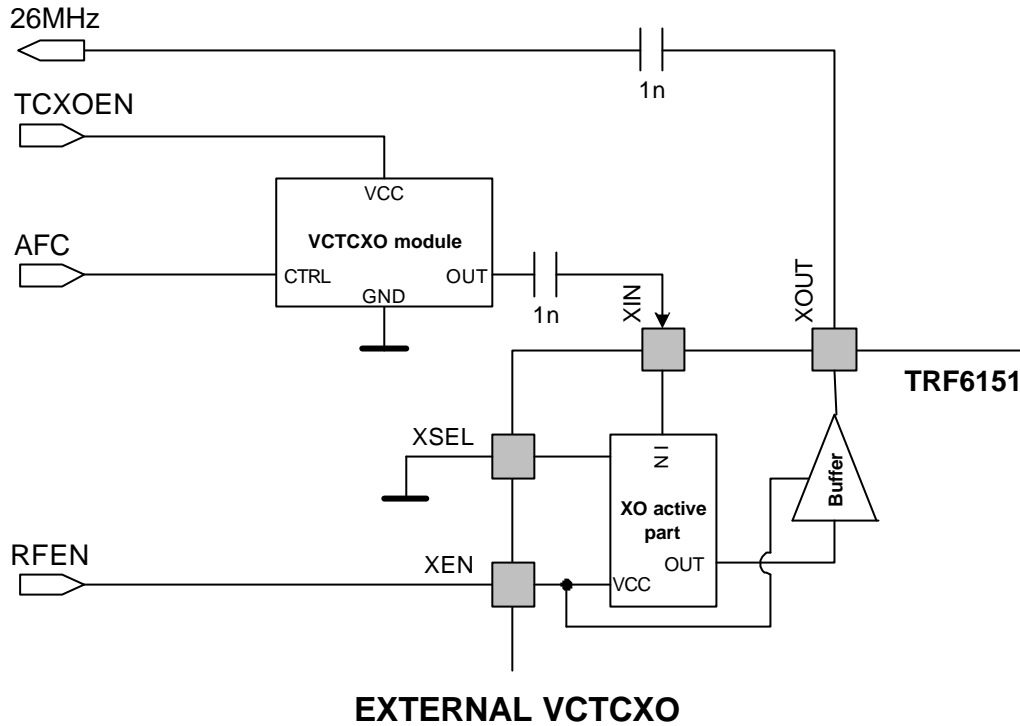 26MHz
1n
TCXOEN
VCC
VCTCXO module
AFC
CTRL
OUT
GND
1n
XIN
XOUT
TRF6151
XSEL
IN
Buffer
XO active
part
RFEN
XEN
OUT
VCC
EXTERNAL VCTCXO